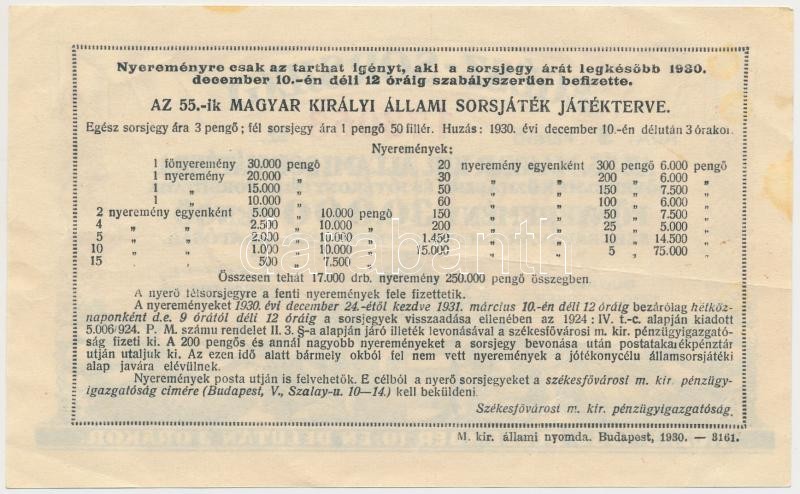 Nyereményre csak az tarthat igényt, aki a sorsjegy árát legkésőbb 1930.
december 10.-én déli 12 óráig szabályszerüen befizette.
AZ 55.-ik MAGYAR KIRÁLYI ÁLLAMI SORSJÁTÉK JÁTÉKTERVE.
Egész sorsjegy ára 3 pengő; fél sorsjegy ára 1 pengő 50 fillér. Huzás: 1930. évi december 10.-én délután 3 órakor.
Nyeremények:
1 főnyeremény 30.000 pengő 20 nyeremény egyenként 300 pengő 6.000 pengő
1 nyeremény 20.000 „ 30 „ „ 200 „ 6.000 „
1 „ 15.000 „ 50 „ „ 150 „ 7.500 „
1 „ 10.000 „ 60 „ „ 100 „ 6.000 „
2 nyeremény egyenként 5.000 „ 10.000 pengő 150 „ „ 50 „ 7.500 „
4 „ „ 2.500 „ 10.000 „ 200 „ „ 25 „ 5.000 „
5 „ „ 2.000 „ 10.000 „ 1.450 „ „ 10 „ 14.500 „
10 „ „ 1.000 „ 10.000 „ 15.000 „ „ 5 „ 75.000 „
15 „ „ 500 „ 7.500 „
Összesen tehát 17.000 drb. nyeremény 250.000 pengő összegben.
A nyerő félsorsjegyre a fenti nyeremények fele fizettetik.
A nyereményeket 1930. évi december 24.-étől kezdve 1931. március 10.-én déli 12 óráig bezárólag hétköz-
naponként d. e. 9 órától déli 12 óráig a sorsjegyek visszaadása ellenében az 1924 : IV. t.-c. alapján kiadott
5.006/924. P. M. számu rendelet II. 3. §-a alapján járó illeték levonásával a székesfővárosi m. kir. pénzügyigazgató-
ság fizeti ki. A 200 pengős és annál nagyobb nyereményeket a sorsjegy bevonása után postatakarékpénztár
utján utaljuk ki. Az ezen idő alatt bármely okból fel nem vett nyeremények a jótékonycélu államsorsjátéki
alap javára elévülnek.
Nyeremények posta utján is felvehetők. E célból a nyerő sorsjegyeket a székesfővárosi m. kir. pénzügy-
igazgatóság címére (Budapest, V., Szalay-u. 10—14.) kell beküldeni.
Székesfővárosi m. kir. pénzügyigazgatóság.
M. kir. állami nyomda. Budapest, 1930. — 3161.
darabanth